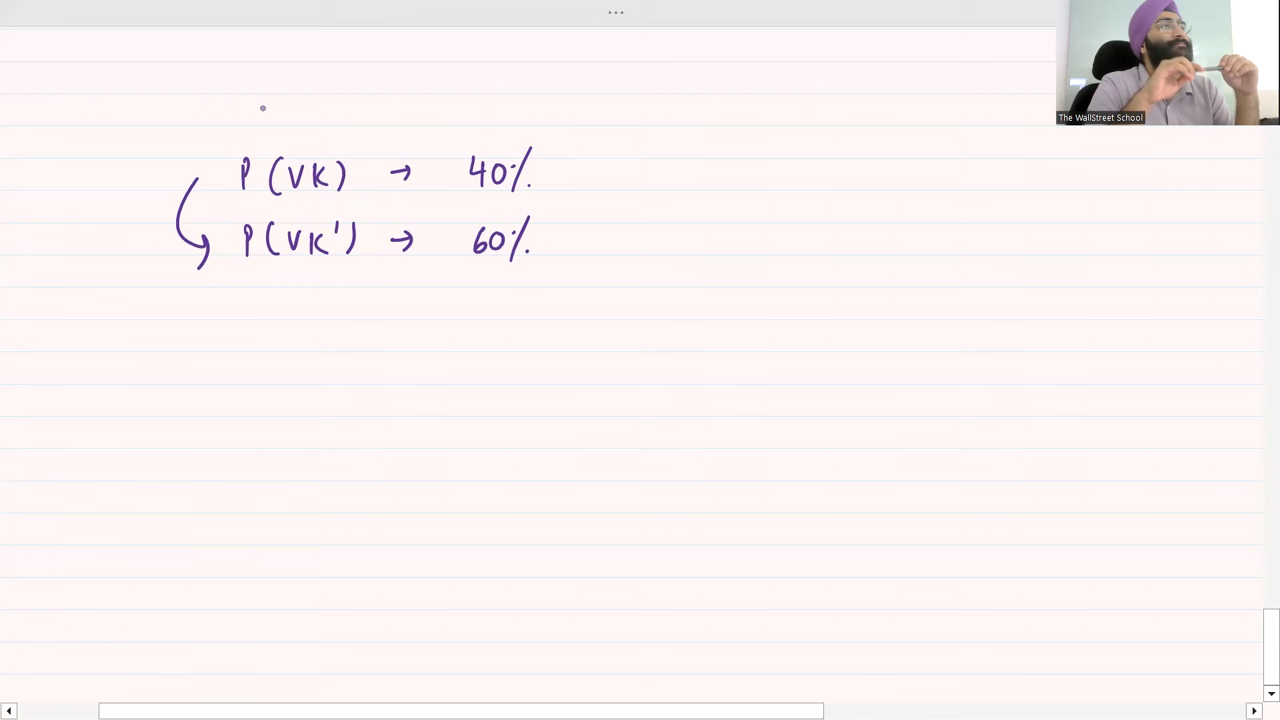 The WallStreet School
P (VK) → 40%.
P (VK') → 60%.